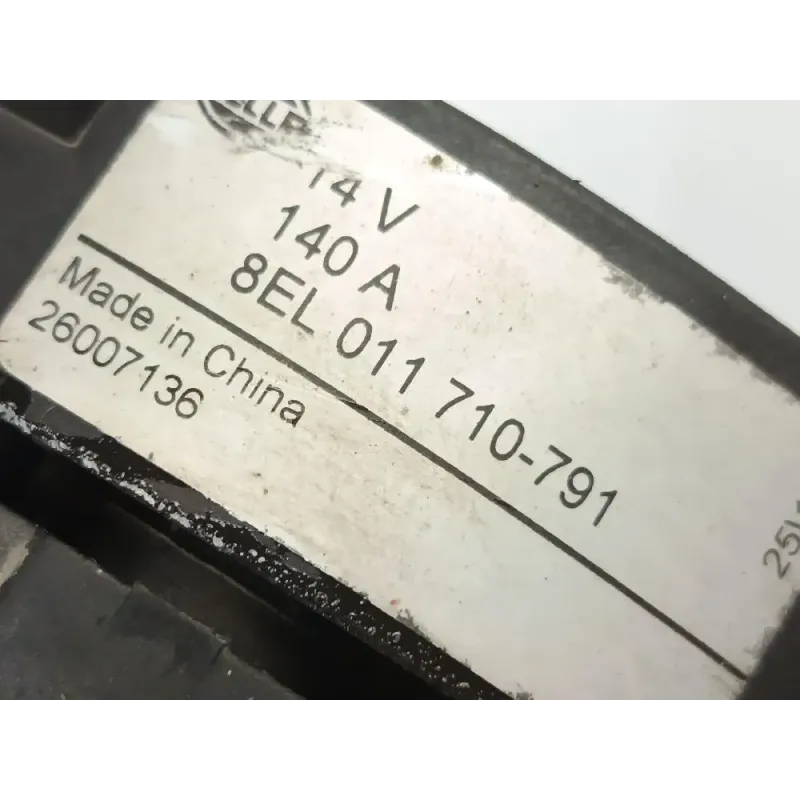 14 V
140 A
8EL 011 710-791
Made in China
26007136